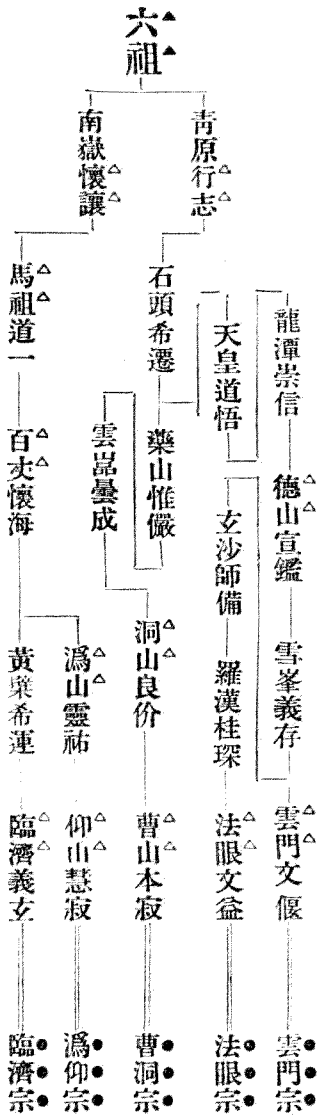 六祖
青原行志
南嶽懷讓
龍潭崇信
天皇道悟
石頭希遷
馬祖道一
德山宣鑑
玄沙師備
藥山惟儼
雲嵓曇成
百丈懷海
雪峯義存
羅漢桂琛
洞山良价
潙山靈祐
黃檗希運
雲門文偃
法眼文益
曹山本寂
仰山慧寂
臨濟義玄
雲門宗
法眼宗
曹洞宗
潙仰宗
臨濟宗